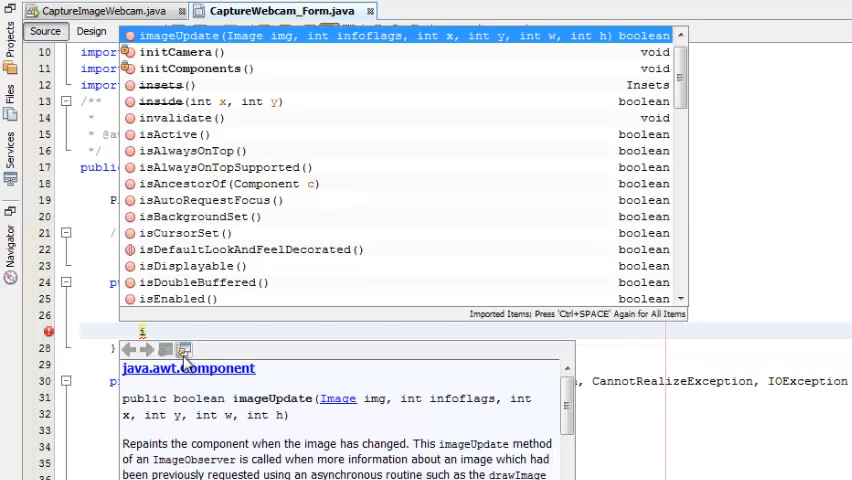 CaptureImageWebcam.java CaptureWebcam_Form.java
Source Design
Projects
Files
Services
Navigator
imageUpdate(Image img, int infoflags, int x, int y, int w, int h) boolean
10 impor initCamera() void
11 impor initComponents() void
12 impor insets() Insets
13 /** inside(int x, int y) boolean
14 * invalidate() void
15 * @au isActive() boolean
16 */ isAlwaysOnTop() boolean
17 publi isAlwaysOnTopSupported() boolean
18 isAncestorOf(Component c) boolean
19 P isAutoRequestFocus() boolean
20 isBackgroundSet() boolean
21 / isCursorSet() boolean
22 isDefaultLookAndFeelDecorated() boolean
23 isDisplayable() boolean
24 pu isDoubleBuffered() boolean
25 isEnabled() boolean
26 Imported Items; Press 'Ctrl+SPACE' Again for All Items
i
28 }
29 java.awt.Component
30 p , CannotRealizeException, IOException
31 public boolean imageUpdate(Image img, int infoflags, int
32 x, int y, int w, int h)
33
34 Repaints the component when the image has changed. This imageUpdate method
35 of an ImageObserver is called when more information about an image which had
been previously requested using an asynchronous routine such as the drawImage